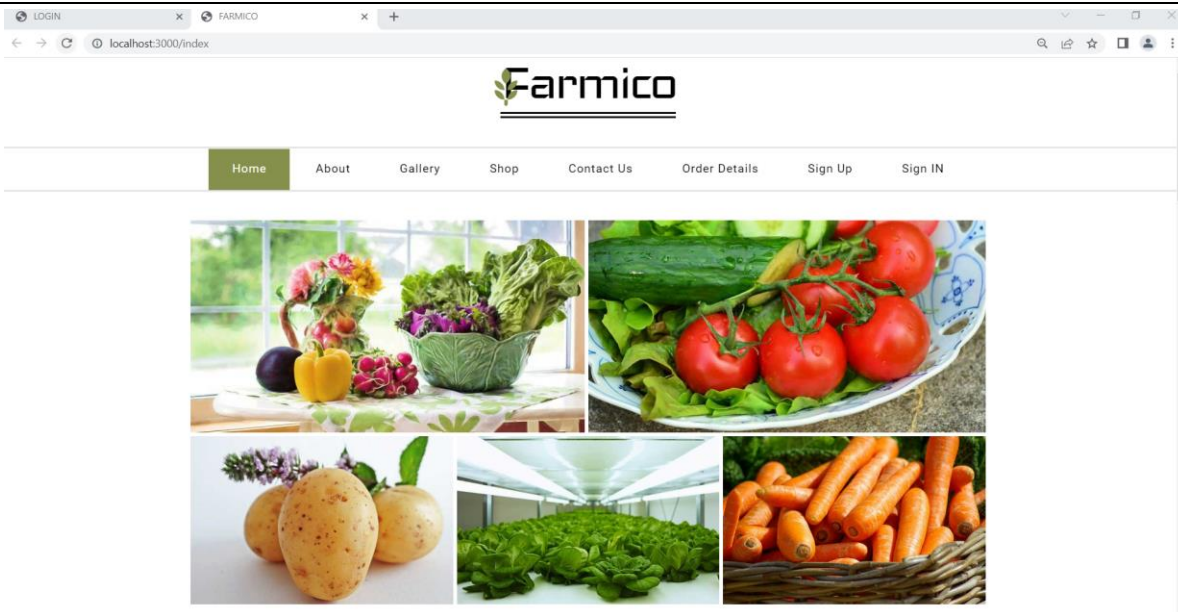 LOGIN
FARMICO
localhost:3000/index
Farmico
Home About Gallery Shop Contact Us Order Details Sign Up Sign IN